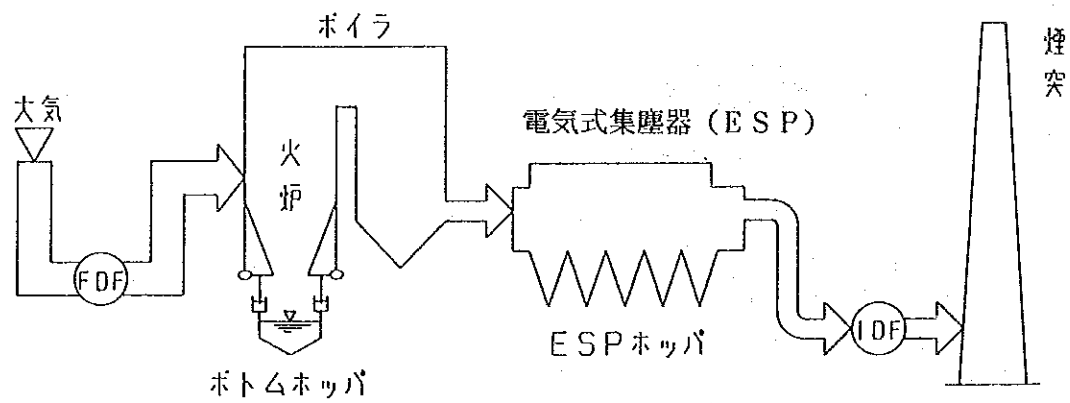 ボイラ
煙突
大気
電気式集塵器(ESP)
火炉
FDF
IDF
ESPホッパ
ボトムホッパ